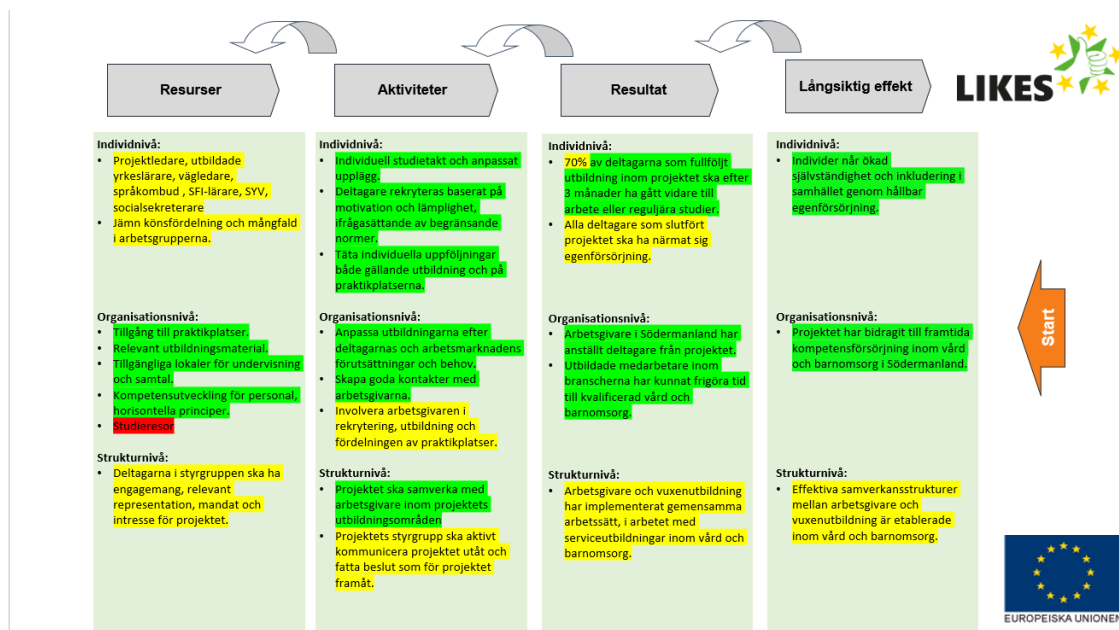 Resurser
Aktiviteter
Resultat
Långsiktig effekt
LIKES
Individnivå:
• Projektledare, utbildade
yrkeslärare, vägledare,
språkombud , SFI-lärare, SYV,
socialsekreterare
• Jämn könsfördelning och mångfald
i arbetsgrupperna.
Organisationsnivå:
• Tillgång till praktikplatser.
• Relevant utbildningsmaterial.
• Tillgängliga lokaler för undervisning
och samtal.
• Kompetensutveckling för personal,
horisontella principer.
• Studieresor
Strukturnivå:
• Deltagarna i styrgruppen ska ha
engagemang, relevant
representation, mandat och
intresse för projektet.
Individnivå:
• Individuell studietakt och anpassat
upplägg.
• Deltagare rekryteras baserat på
motivation och lämplighet,
ifrågasättande av begränsande
normer.
• Täta individuella uppföljningar
både gällande utbildning och på
praktikplatserna.
Organisationsnivå:
• Anpassa utbildningarna efter
deltagarnas och arbetsmarknadens
förutsättningar och behov.
• Skapa goda kontakter med
arbetsgivarna.
• Involvera arbetsgivaren i
rekrytering, utbildning och
fördelningen av praktikplatser.
Strukturnivå:
• Projektet ska samverka med
arbetsgivare inom projektets
utbildningsområden
• Projektets styrgrupp ska aktivt
kommunicera projektet utåt och
fatta beslut som för projektet
framåt.
Individnivå:
• 70% av deltagarna som fullföljt
utbildning inom projektet ska efter
3 månader ha gått vidare till
arbete eller reguljära studier.
• Alla deltagare som slutfört
projektet ska ha närmat sig
egenförsörjning.
Organisationsnivå:
• Arbetsgivare i Södermanland har
anställt deltagare från projektet.
• Utbildade medarbetare inom
branscherna har kunnat frigöra tid
till kvalificerad vård och
barnomsorg.
Strukturnivå:
• Arbetsgivare och vuxenutbildning
har implementerat gemensamma
arbetssätt, i arbetet med
serviceutbildningar inom vård och
barnomsorg.
Individnivå:
• Individer når ökad
självständighet och inkludering i
samhället genom hållbar
egenförsörjning.
Organisationsnivå:
• Projektet har bidragit till framtida
kompetensförsörjning inom vård
och barnomsorg i Södermanland.
Strukturnivå:
• Effektiva samverkansstrukturer
mellan arbetsgivare och
vuxenutbildning är etablerade
inom vård och barnomsorg.
Start
EUROPEISKA UNIONEN